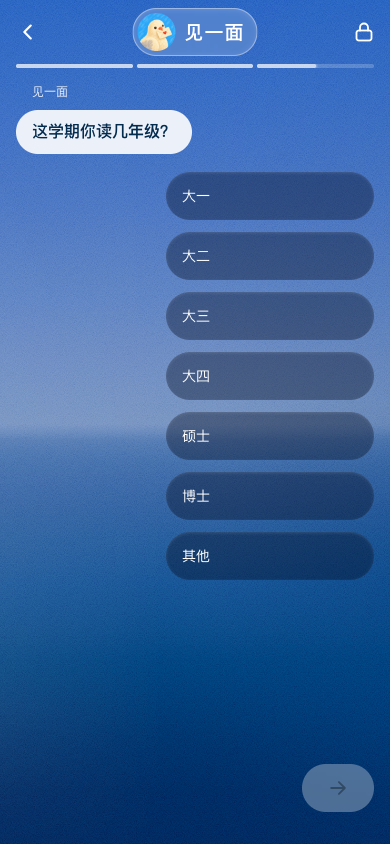 见一面
见一面
这学期你读几年级？
大一
大二
大三
大四
硕士
博士
其他